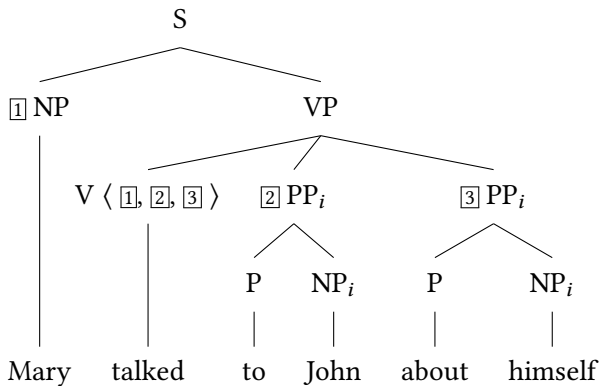 S
1 NP VP
V ⟨ 1, 2, 3 ⟩ 2 PPᵢ 3 PPᵢ
P NPᵢ P NPᵢ
Mary talked to John about himself